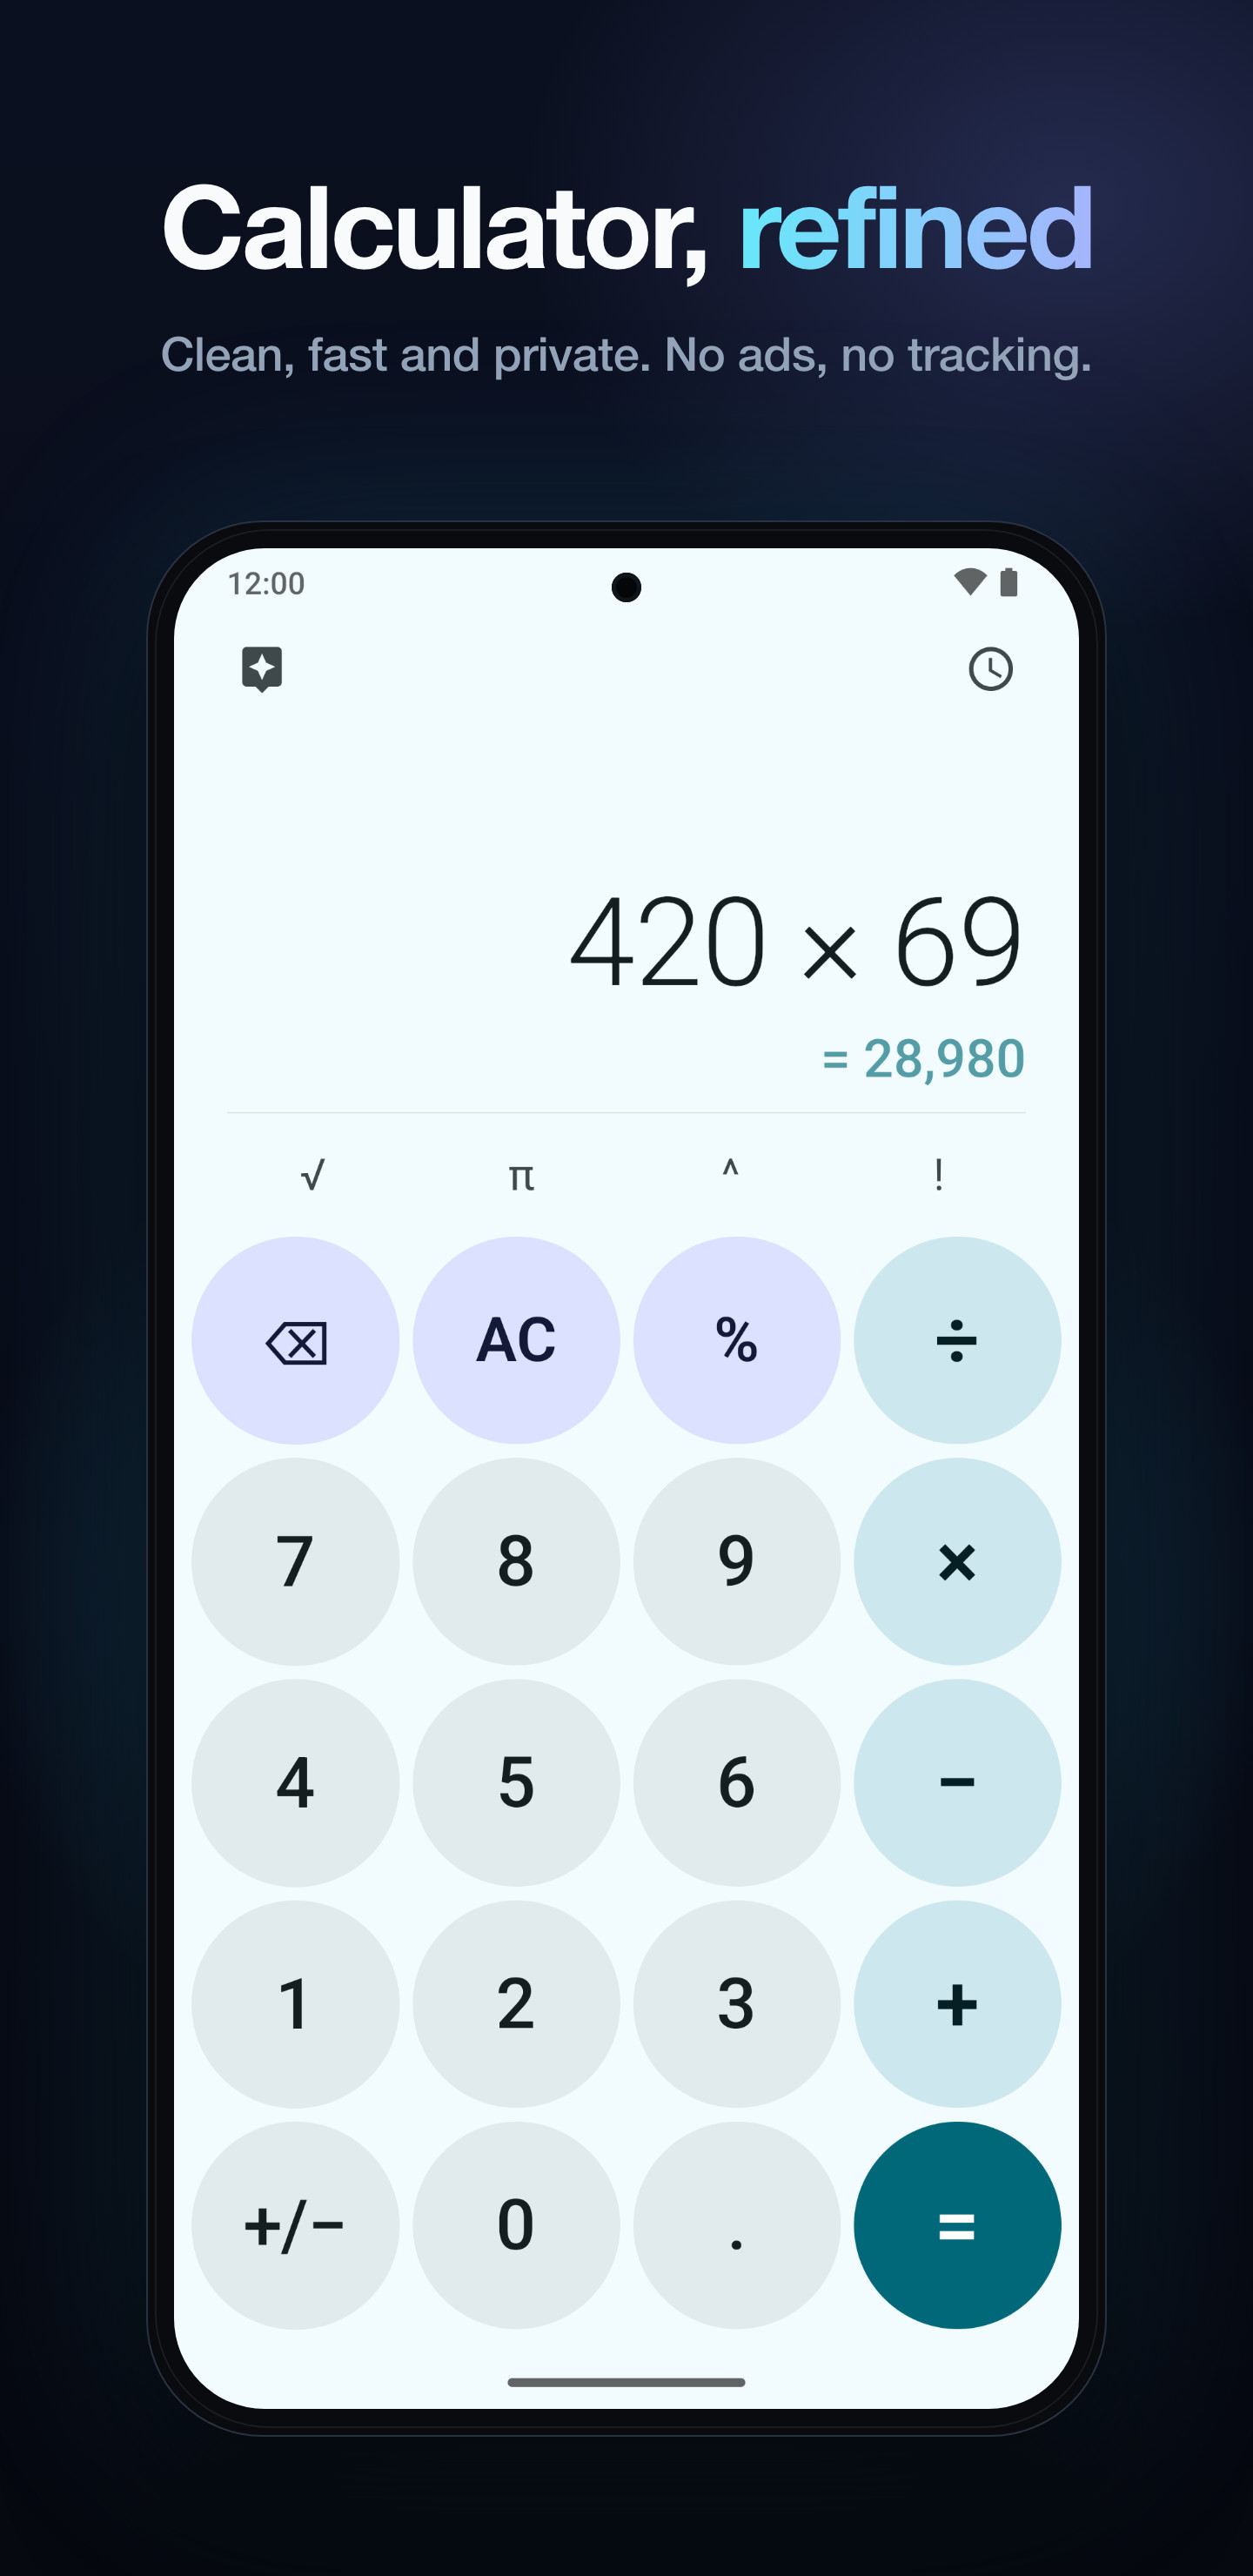 Calculator, refined
Clean, fast and private. No ads, no tracking.
12:00
420 × 69
= 28,980
√ π ^ !
AC % ÷
7 8 9 ×
4 5 6 −
1 2 3 +
+/− 0 . =